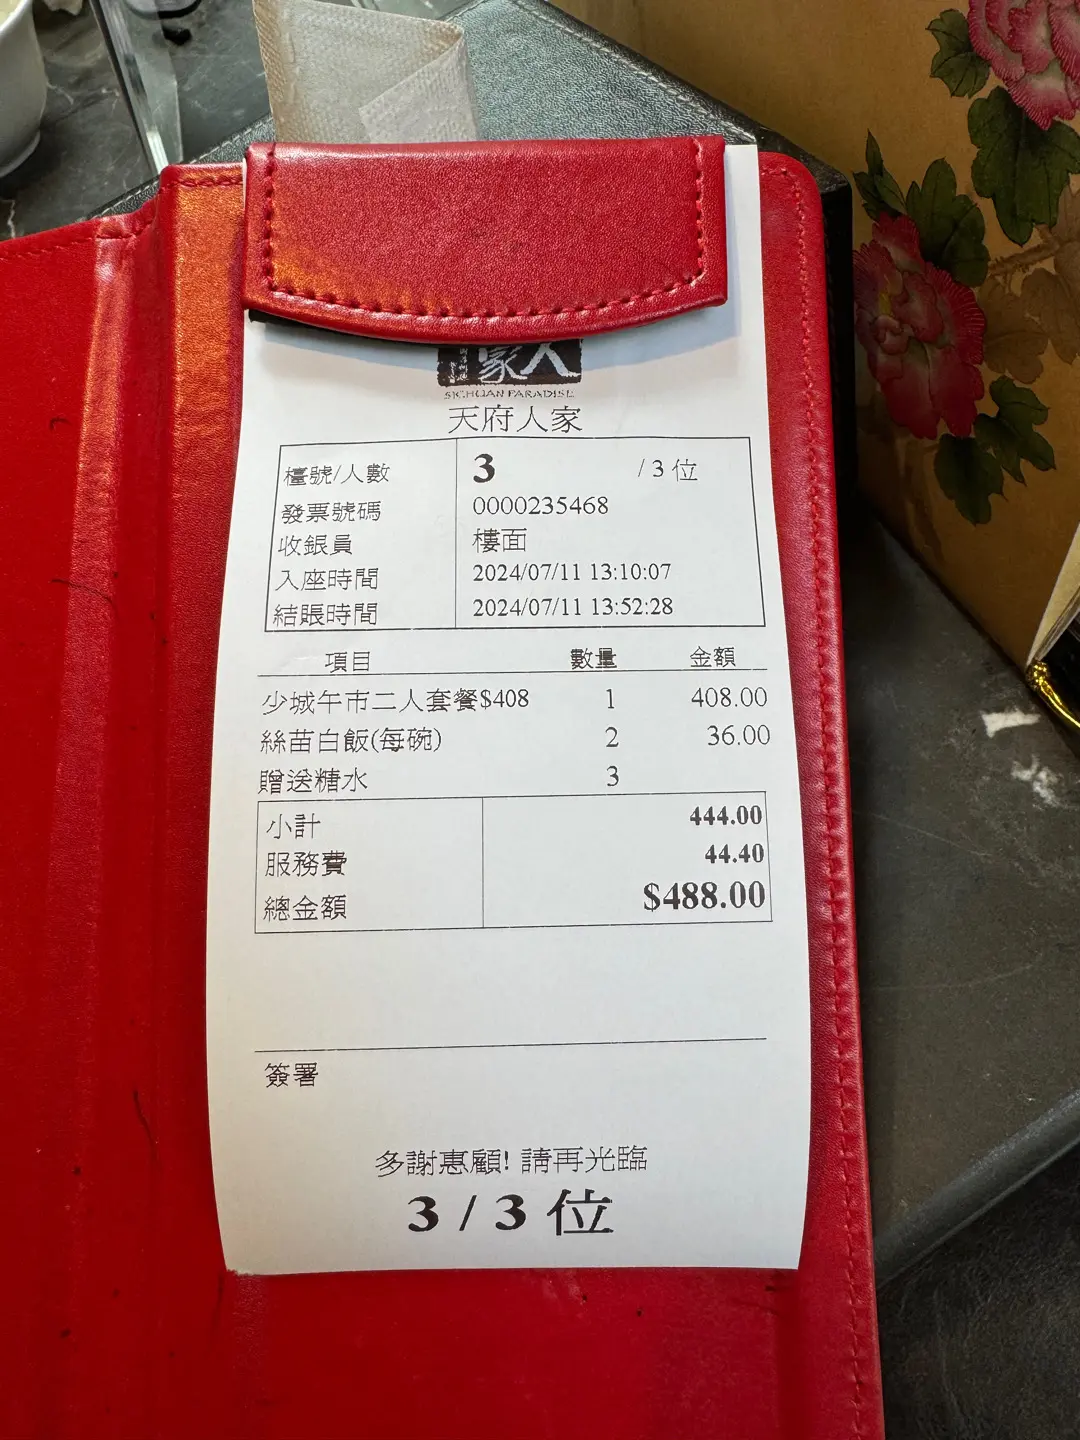 家人
SICHUAN PARADISE
天府人家
檯號/人數 3 /3 位
發票號碼 0000235468
收銀員 樓面
入座時間 2024/07/11 13:10:07
結賬時間 2024/07/11 13:52:28
項目 數量 金額
少城午市二人套餐$408 1 408.00
絲苗白飯(每碗) 2 36.00
贈送糖水 3
小計 444.00
服務費 44.40
總金額 $488.00
簽署
多謝惠顧! 請再光臨
3 / 3 位